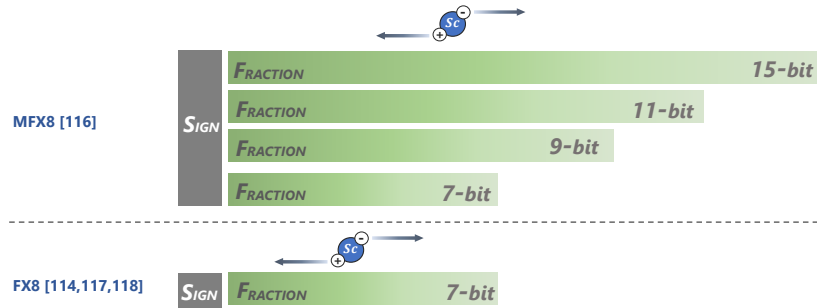 - Sc +
FRACTION 15-bit
FRACTION 11-bit
MFX8 [116] SIGN
FRACTION 9-bit
FRACTION 7-bit
- Sc +
FX8 [114,117,118] SIGN FRACTION 7-bit